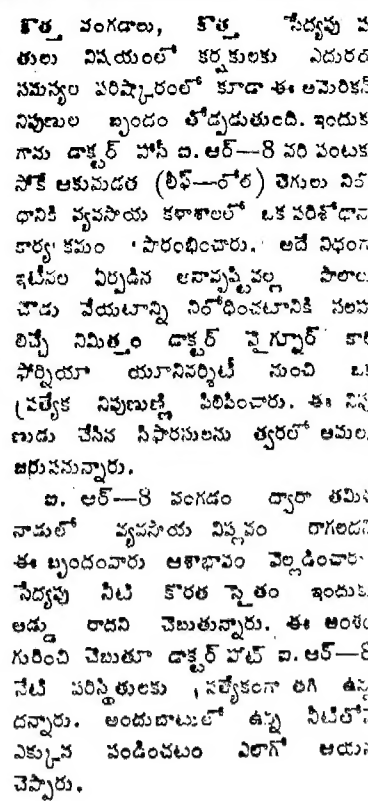 కొత్త వంగడాలు, కొత్త సేద్యపు ప
తులు విషయంలో కర్షకులకు ఎదురయ
సమస్యల పరిష్కారంలో కూడా ఈ అమెరికన్
నిపుణుల బృందం తోడ్పడుతుంది. ఇందుక
గాను డాక్టర్ హాసీ ఐ. ఆర్—8 వరి పంటక
సోకే ఆకుమడత (లీఫ్—రోల్) తెగులు నిరో
ధానికి వ్యవసాయ కళాశాలలో ఒక పరిశోధనా
కార్యక్రమం ప్రారంభించారు. అదే విధంగా
ఇటీవల ఏర్పడిన అనావృష్టివల్ల పొలాలు
చౌడు వేయటాన్ని నిరోధించటానికి సలహా
లిచ్చే నిమిత్తం డాక్టర్ వైగ్నూర్ కాలి
ఫోర్నియా యూనివర్శిటీ నుంచి ఒక
ప్రత్యేక నిపుణుణ్ణి పిలిపించారు. ఈ నిపు
ణుడు చేసిన సిఫారసులను త్వరలో అమలు
జరుపనున్నారు.
ఐ. ఆర్—8 వంగడం ద్వారా తమిళ
నాడులో వ్యవసాయ విప్లవం రాగలదని
ఈ బృందంవారు ఆశాభావం వెల్లడించారు
సేద్యపు నీటి కొరత సైతం ఇందుకు
అడ్డు రాదని చెబుతున్నారు. ఈ అంశం
గురించి చెబుతూ డాక్టర్ హాట్ ఐ. ఆర్—8
నేటి పరిస్థితులకు ప్రత్యేకంగా తగి ఉన్న
దన్నారు. అందుబాటులో ఉన్న నీటితోనే
ఎక్కువ పండించటం ఎలాగో ఆయన
చెప్పారు.